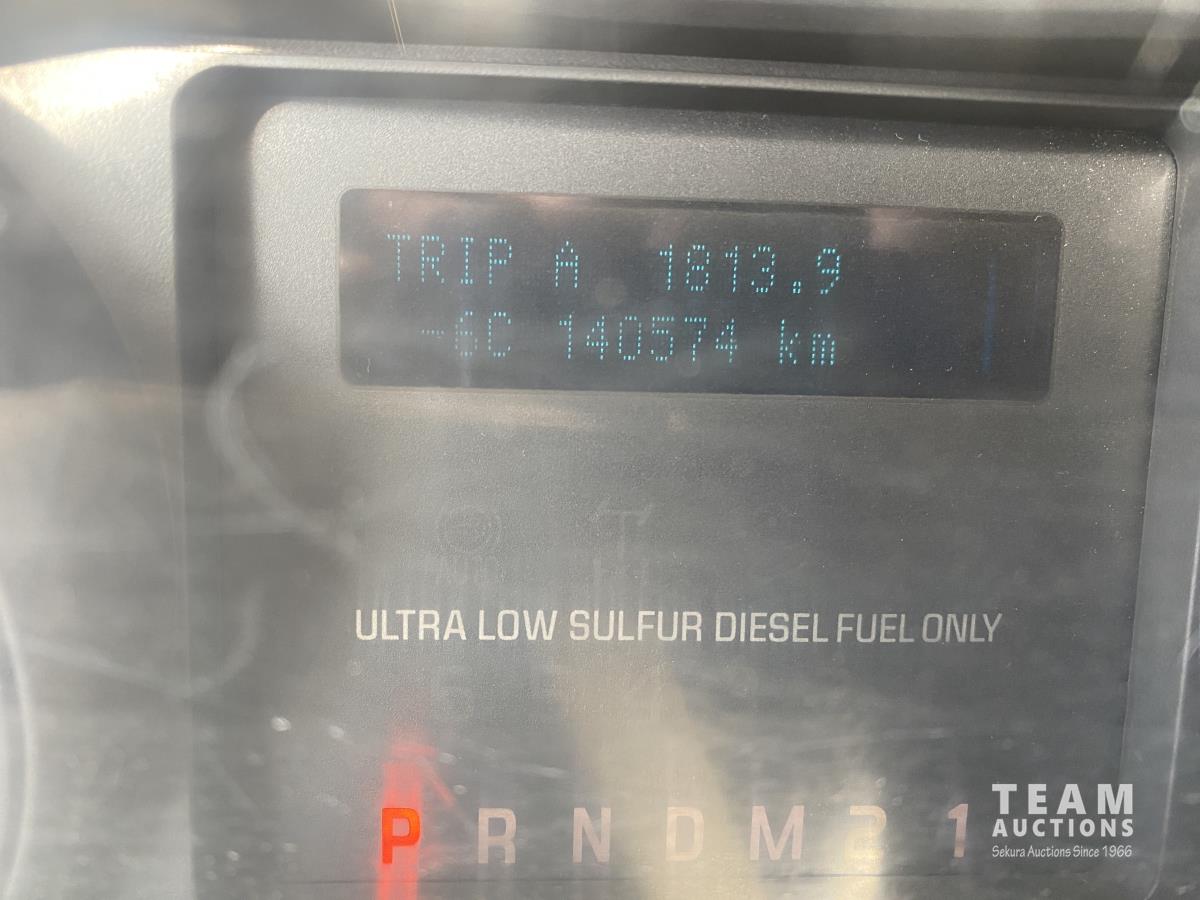 TRIP A 1813.9
-6C 140574 km
ULTRA LOW SULFUR DIESEL FUEL ONLY
P R N D M 2 1
TEAM
AUCTIONS
Sekura Auctions Since 1966